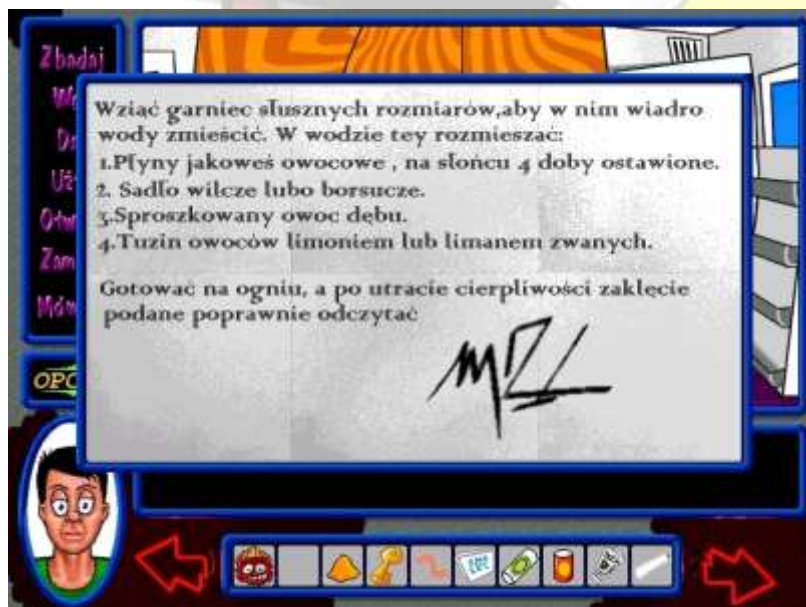 Zbadaj
Wziąć garniec słusznych rozmiarów,aby w nim wiadro
wody zmieścić. W wodzie tey rozmieszać:
1.Płyny jakoweś owocowe , na słońcu 4 doby ostawione.
2. Sadło wilcze lubo borsucze.
3.Sproszkowany owoc dębu.
4.Tuzin owoców limoniem lub limanem zwanych.
Gotować na ogniu, a po utracie cierpliwości zaklęcie
podane poprawnie odczytać